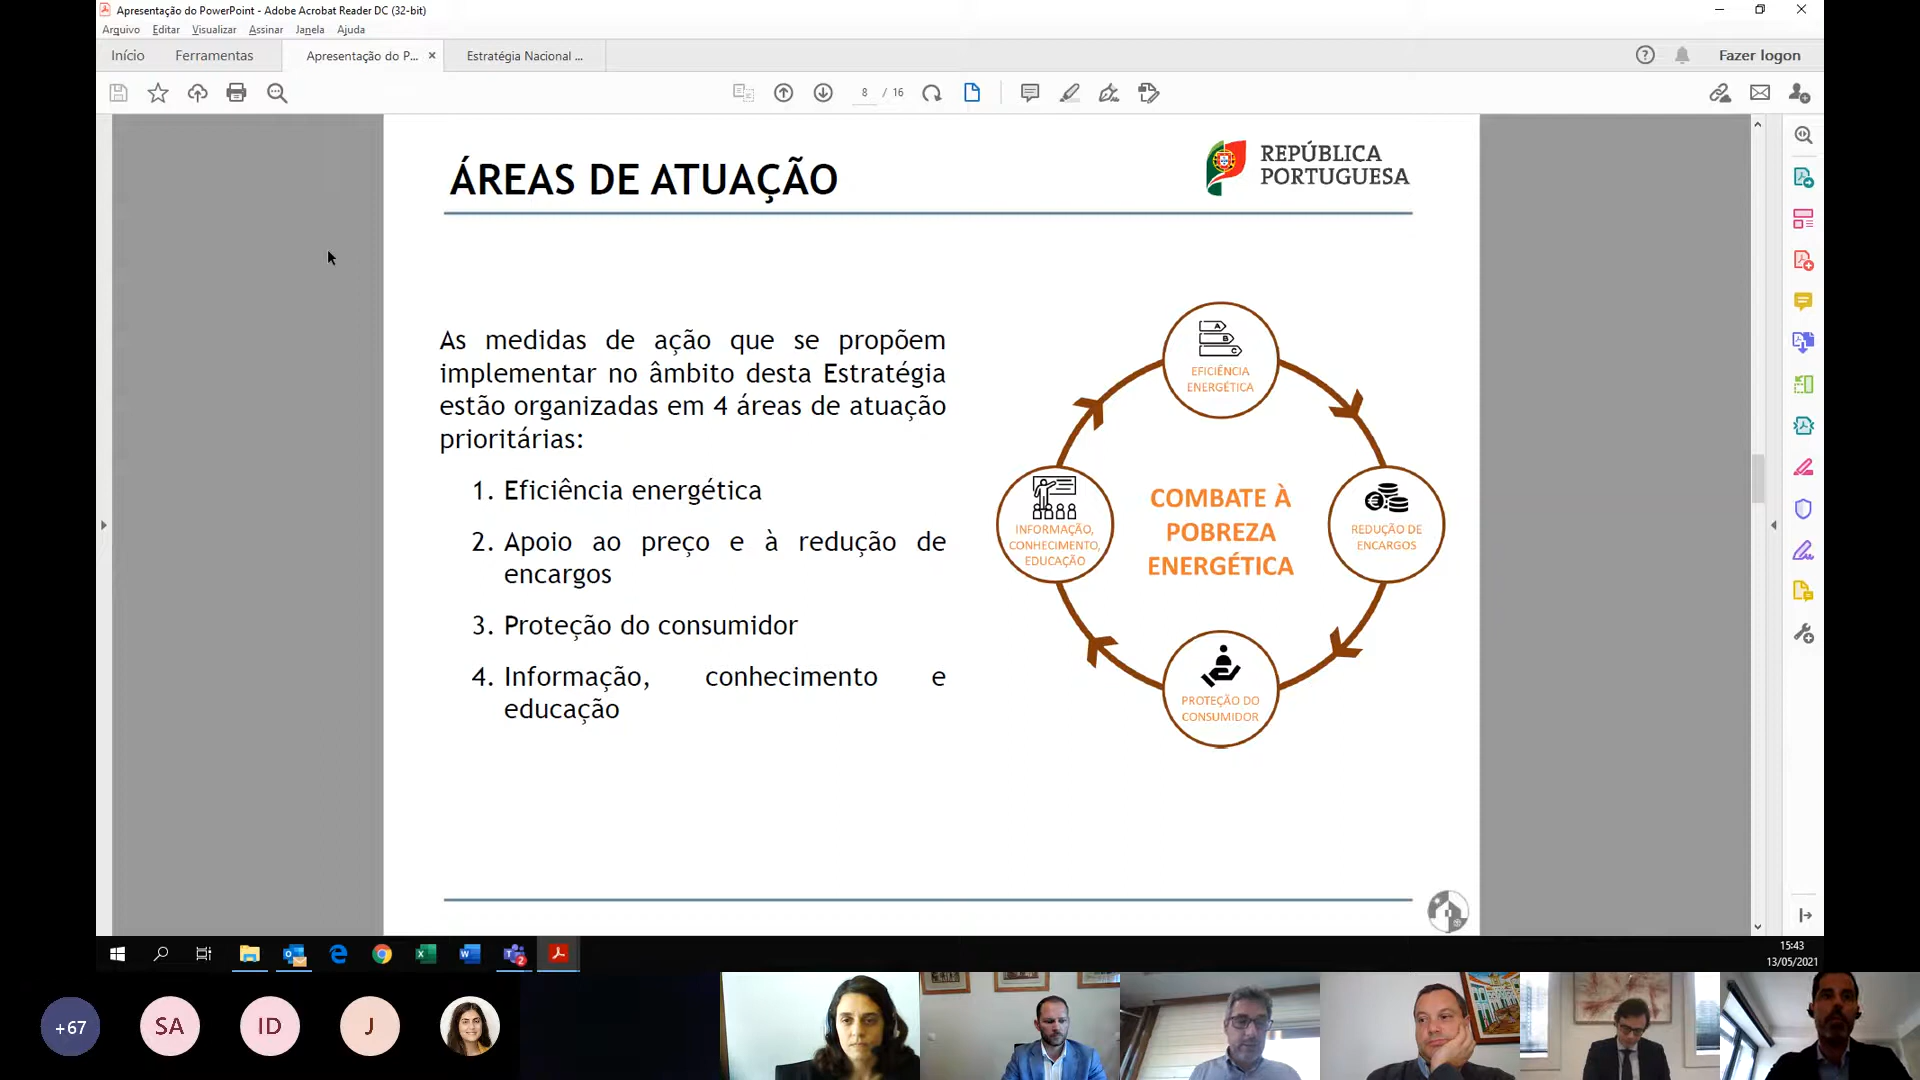 Apresentação do PowerPoint - Adobe Acrobat Reader DC (32-bit)
Arquivo Editar Visualizar Assinar Janela Ajuda
Início Ferramentas Apresentação do P... × Estratégia Nacional ... Fazer logon
8 / 16
ÁREAS DE ATUAÇÃO
REPÚBLICA
PORTUGUESA
As medidas de ação que se propõem
implementar no âmbito desta Estratégia
estão organizadas em 4 áreas de atuação
prioritárias:
1. Eficiência energética
2. Apoio ao preço e à redução de
encargos
3. Proteção do consumidor
4. Informação, conhecimento e
educação
A
B
C
EFICIÊNCIA
ENERGÉTICA
INFORMAÇÃO,
CONHECIMENTO,
EDUCAÇÃO
COMBATE À
POBREZA
ENERGÉTICA
€
REDUÇÃO DE
ENCARGOS
PROTEÇÃO DO
CONSUMIDOR
2
15:43
13/05/2021
+67 SA ID J